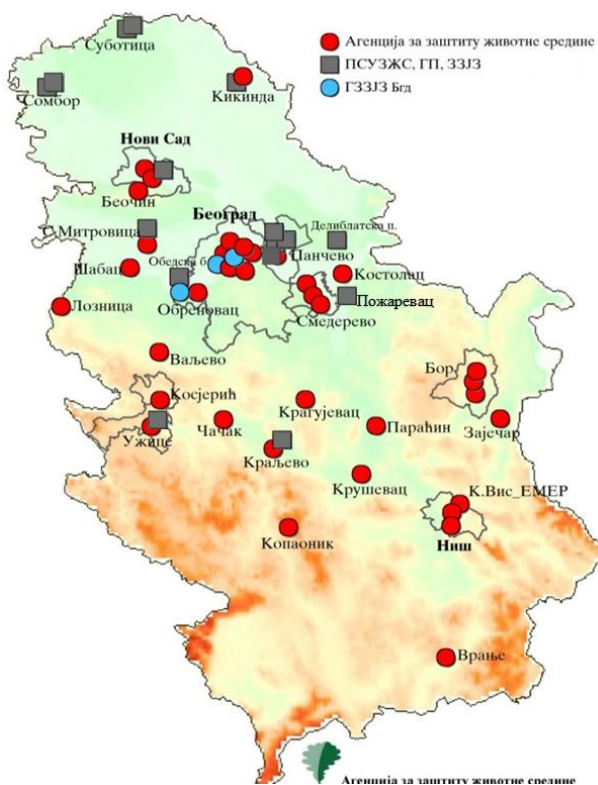 Суботица
Агенција за заштиту животне средине
ПСУЗЖС, ГП, ЗЗЈЗ
ГЗЗЈЗ Бгд
Сомбор
Кикинда
Нови Сад
Беочин
Београд
С.Митровица
Делиблатска п.
Обедска б.
Панчево
Шабац
Костолац
Обреновац
Пожаревац
Лозница
Смедерево
Ваљево
Бор
Косјерић
Крагујевац
Чачак
Параћин
Зајечар
Ужице
Краљево
Крушевац
К.Вис_ЕМЕР
Копаоник
Ниш
Врање
Агенција за заштиту животне средине